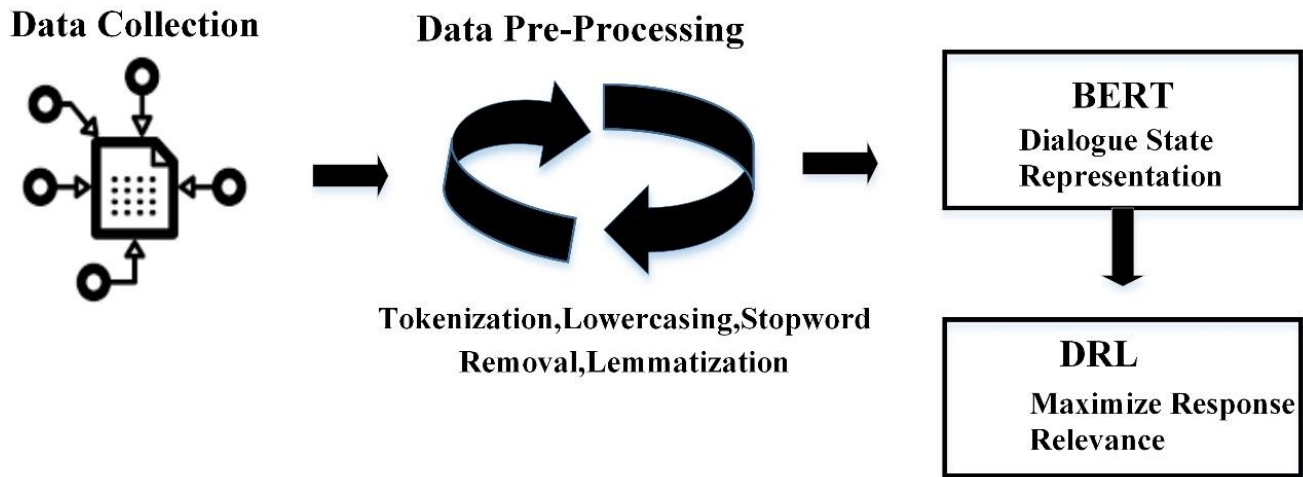 Data Collection
Data Pre-Processing
Tokenization,Lowercasing,Stopword
Removal,Lemmatization
BERT
Dialogue State
Representation
DRL
Maximize Response
Relevance